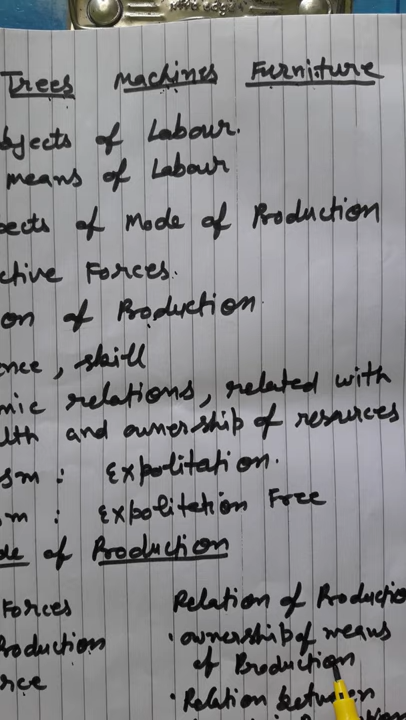 Trees Machines Furniture
bjects of Labour.
means of Labour
pects of Mode of Production
ctive Forces.
on of Production
ence, skill
mic relations, related with
lth and ownership of resurces
sm : Expolitation.
m : Expolitation Free
de of Production
Forces Relation of Productio
roduction • ownership of means
rce of Production
• Relation between